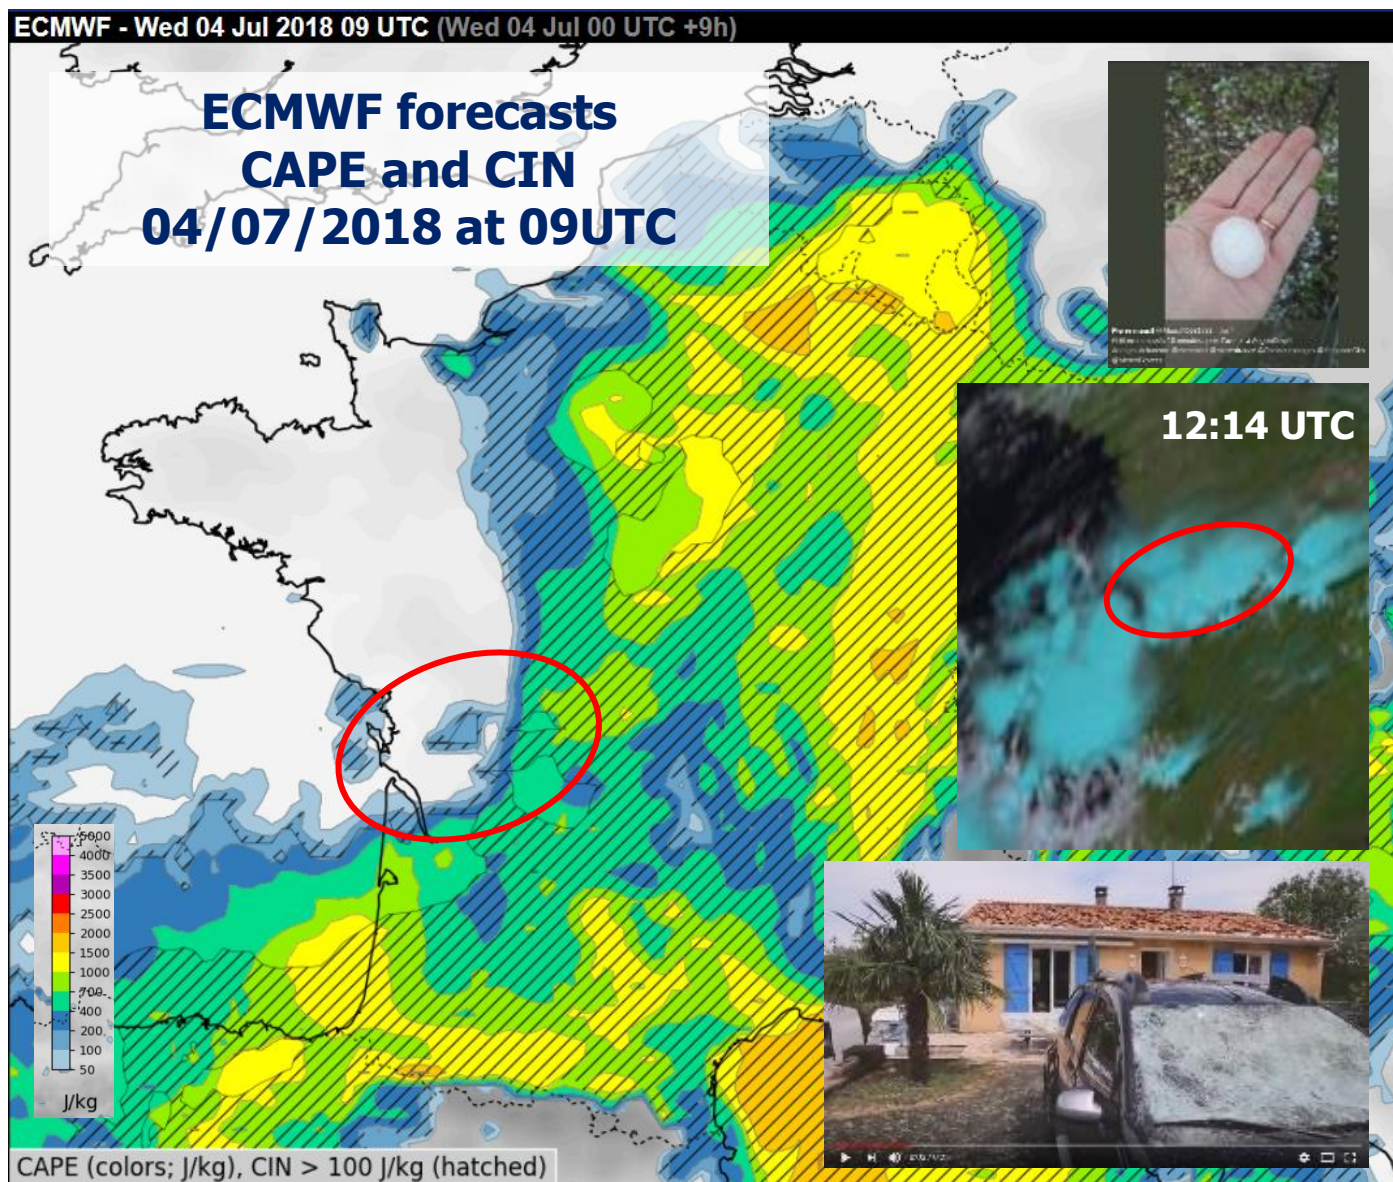 ECMWF - Wed 04 Jul 2018 09 UTC (Wed 04 Jul 00 UTC +9h)
ECMWF forecasts
CAPE and CIN
04/07/2018 at 09UTC
12:14 UTC
5000
4000
3500
3000
2500
2000
1500
1000
700
400
200
100
50
J/kg
CAPE (colors; J/kg), CIN > 100 J/kg (hatched)